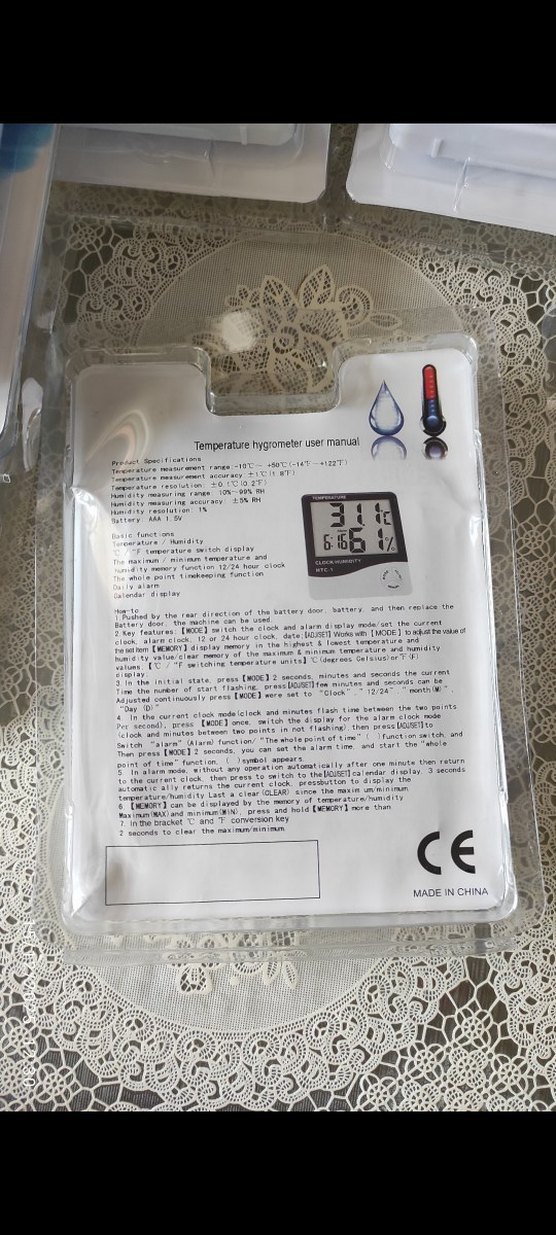 Temperature hygrometer user manual
Product Specifications
Temperature measurement range:-10℃~ +50℃(-14℉~+122℉)
Temperature measurement accuracy:±1℃(1.8℉)
Temperature resolution: ±0.1℃(0.2℉)
Humidity measuring range: 10%~99% RH
Humidity measuring accuracy: ±5% RH
Humidity resolution: 1%
Battery: AAA 1.5V
Basic functions
Temperature / Humidity
℃ / ℉ temperature switch display
The maximum / minimum temperature and
humidity memory function 12/24 hour clock
The whole point timekeeping function
Daily alarm
Calendar display
TEMPERATURE
31.1℃
6:16 61%
CLOCK/HUMIDITY
HTC-1
How-to
1.Pushed by the rear direction of the battery door, battery, and then replace the
Battery door, the machine can be used.
2.Key features:【MODE】switch the clock and alarm display mode/set the current
clock, alarm clock, 12 or 24 hour clock, date;【ADJSET】Works with【MODE】to adjust the value of
the set item【MEMORY】display memory in the highest & lowest temperature and
humidity value/clear memory of the maximum & minimum temperature and humidity
values;【℃ / ℉ switching temperature units】℃(degrees Celsius)or ℉(F)
display;
3.In the initial state, press【MODE】2 seconds, minutes and seconds the current
Time the number of start flashing, press【ADJSET】few minutes and seconds can be
Adjusted continuously press【MODE】were set to "Clock", "12/24", "month(M)",
"Day (D)"
4. In the current clock mode(clock and minutes flash time between the two points
Per second), press【MODE】once, switch the display for the alarm clock mode
(clock and minutes between two points in not flashing),then press【ADJSET】to
Switch "alarm"(Alarm)function/"The whole point of time"( )function switch, and
Then press【MODE】2 seconds, you can set the alarm time, and start the "whole
point of time" function, ( )symbol appears.
5. In alarm mode, without any operation automatically after one minute then return
to the current clock, then press to switch to the【ADJSET】calendar display, 3 seconds
automatic ally returns the current clock, pressbutton to display the
temperature/humidity Last a clear(CLEAR) since the maxim um/minimum.
6.【MEMORY】can be displayed by the memory of temperature/humidity
Maximum(MAX)and minimum(MIN), press and hold【MEMORY】more than
7. In the bracket ℃ and ℉ conversion key
2 seconds to clear the maximum/minimum
CE
MADE IN CHINA